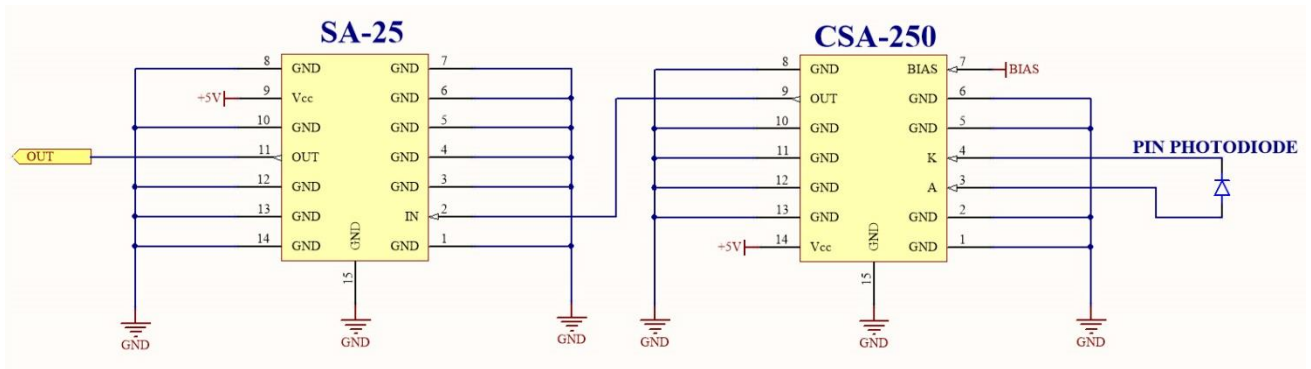 SA-25
CSA-250
8 GND GND 7
+5V 9 Vcc GND 6
10 GND GND 5
OUT 11 OUT GND 4
12 GND GND 3
13 GND IN 2
14 GND GND GND 1
15
GND
GND
GND
8 GND BIAS 7 BIAS
9 OUT GND 6
10 GND GND 5
11 GND K 4
PIN PHOTODIODE
12 GND A 3
13 GND GND 2
+5V 14 Vcc GND GND 1
15
GND
GND
GND